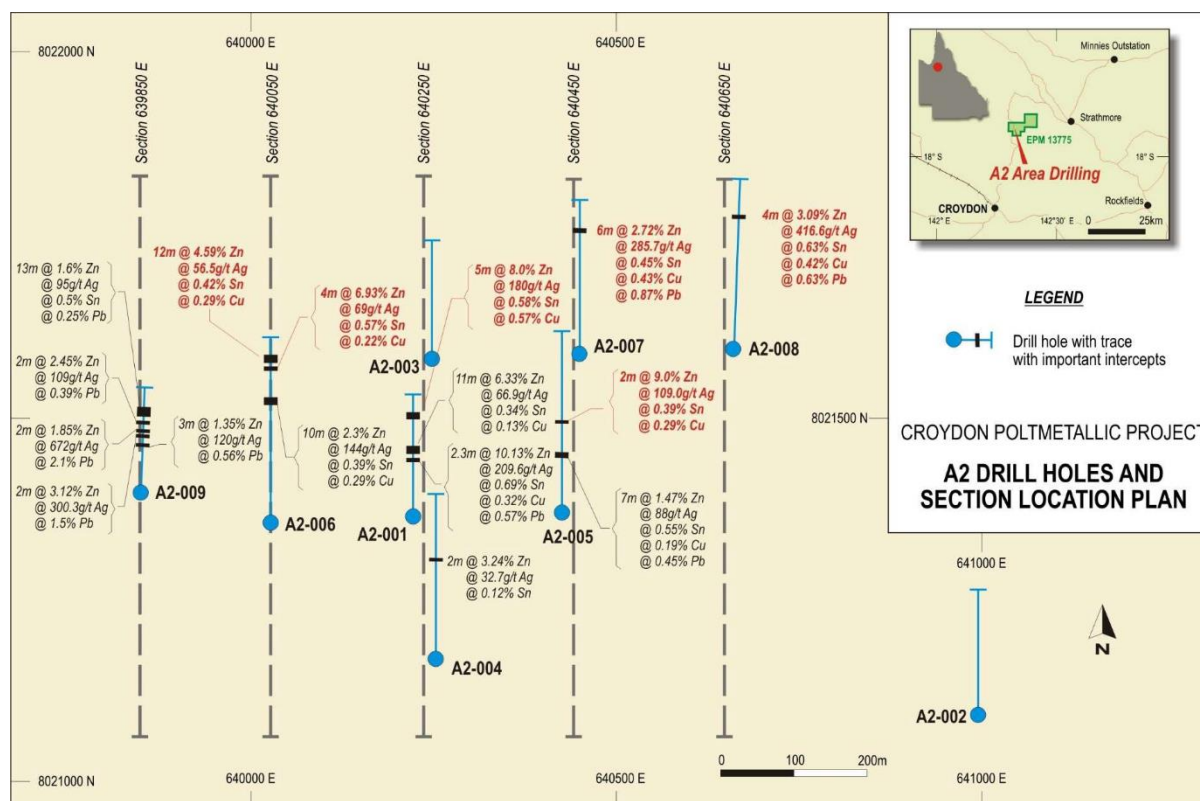 8022000 N
640000 E
640500 E
Section 639850 E
Section 640050 E
Section 640250 E
Section 640450 E
Section 640650 E
13m @ 1.6% Zn
@ 95g/t Ag
@ 0.5% Sn
@ 0.25% Pb
12m @ 4.59% Zn
@ 56.5g/t Ag
@ 0.42% Sn
@ 0.29% Cu
4m @ 6.93% Zn
@ 69g/t Ag
@ 0.57% Sn
@ 0.22% Cu
5m @ 8.0% Zn
@ 180g/t Ag
@ 0.58% Sn
@ 0.57% Cu
6m @ 2.72% Zn
@ 285.7g/t Ag
@ 0.45% Sn
@ 0.43% Cu
@ 0.87% Pb
4m @ 3.09% Zn
@ 416.6g/t Ag
@ 0.63% Sn
@ 0.42% Cu
@ 0.63% Pb
A2-003
A2-007
A2-008
2m @ 2.45% Zn
@ 109g/t Ag
@ 0.39% Pb
11m @ 6.33% Zn
@ 66.9g/t Ag
@ 0.34% Sn
@ 0.13% Cu
2m @ 9.0% Zn
@ 109.0g/t Ag
@ 0.39% Sn
@ 0.29% Cu
2m @ 1.85% Zn
@ 672g/t Ag
@ 2.1% Pb
3m @ 1.35% Zn
@ 120g/t Ag
@ 0.56% Pb
10m @ 2.3% Zn
@ 144g/t Ag
@ 0.39% Sn
@ 0.29% Cu
2.3m @ 10.13% Zn
@ 209.6g/t Ag
@ 0.69% Sn
@ 0.32% Cu
@ 0.57% Pb
8021500 N
2m @ 3.12% Zn
@ 300.3g/t Ag
@ 1.5% Pb
A2-009
A2-006
A2-001
A2-005
7m @ 1.47% Zn
@ 88g/t Ag
@ 0.55% Sn
@ 0.19% Cu
@ 0.45% Pb
2m @ 3.24% Zn
@ 32.7g/t Ag
@ 0.12% Sn
A2-004
A2-002
641000 E
N
0 100 200m
8021000 N
640000 E
640500 E
641000 E
Minnies Outstation
Strathmore
EPM 13775
18° S
18° S
A2 Area Drilling
CROYDON
Rockfields
142° E
142° 30' E
0 25km
LEGEND
Drill hole with trace
with important intercepts
CROYDON POLTMETALLIC PROJECT
A2 DRILL HOLES AND
SECTION LOCATION PLAN